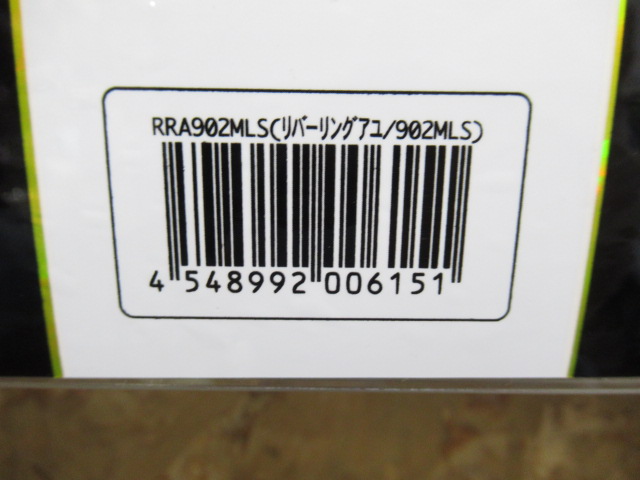 RRA902MLS(ﾘﾊﾞｰﾘﾝｸﾞｱﾕ/902MLS)
4 548992 006151